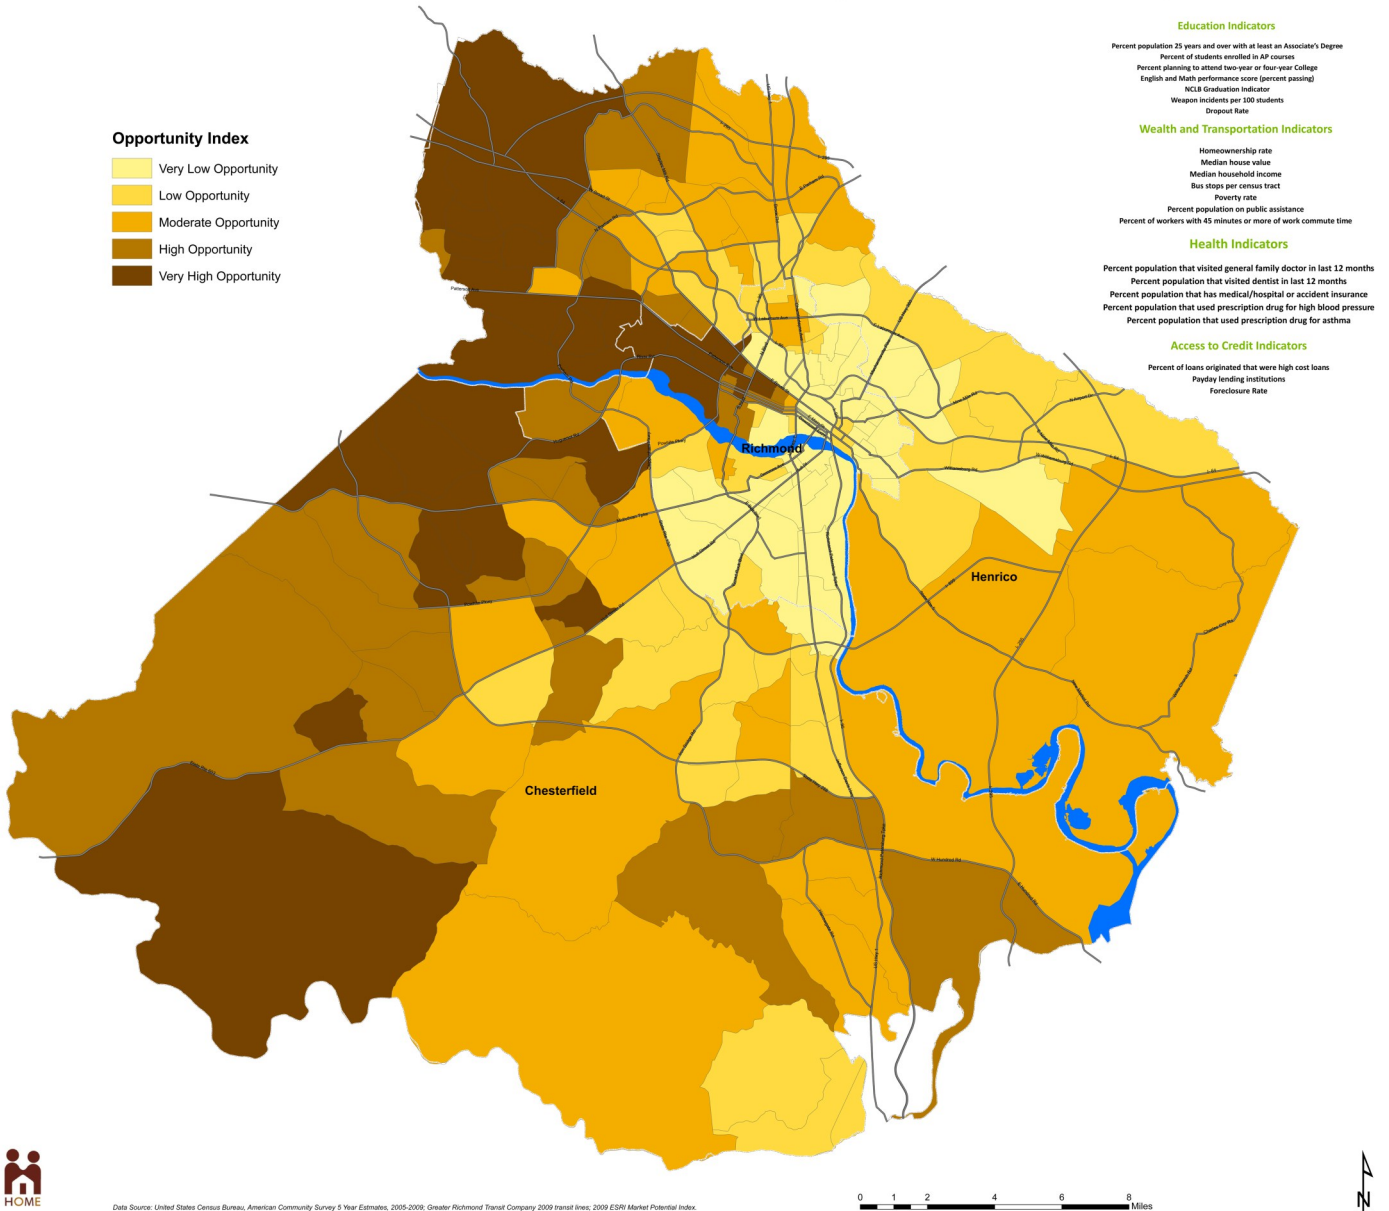 Education Indicators
Percent population 25 years and over with at least an Associate's Degree
Percent of students enrolled in AP courses
Percent planning to attend two-year or four-year College
English and Math performance score (percent passing)
NCLB Graduation Indicator
Weapon incidents per 100 students
Dropout Rate
Wealth and Transportation Indicators
Homeownership rate
Median house value
Median household income
Bus stops per census tract
Poverty rate
Percent population on public assistance
Percent of workers with 45 minutes or more of work commute time
Health Indicators
Percent population that visited general family doctor in last 12 months
Percent population that visited dentist in last 12 months
Percent population that has medical/hospital or accident insurance
Percent population that used prescription drug for high blood pressure
Percent population that used prescription drug for asthma
Access to Credit Indicators
Percent of loans originated that were high cost loans
Payday lending institutions
Foreclosure Rate
Opportunity Index
Very Low Opportunity
Low Opportunity
Moderate Opportunity
High Opportunity
Very High Opportunity
Patterson Ave
Richmond
Williamsburg Rd
I-64
Henrico
Chesterfield
W Hundred Rd
HOME
Data Source: United States Census Bureau, American Community Survey 5 Year Estimates, 2005-2009; Greater Richmond Transit Company 2009 transit lines; 2009 ESRI Market Potential Index.
0 1 2 4 6 8
Miles
N